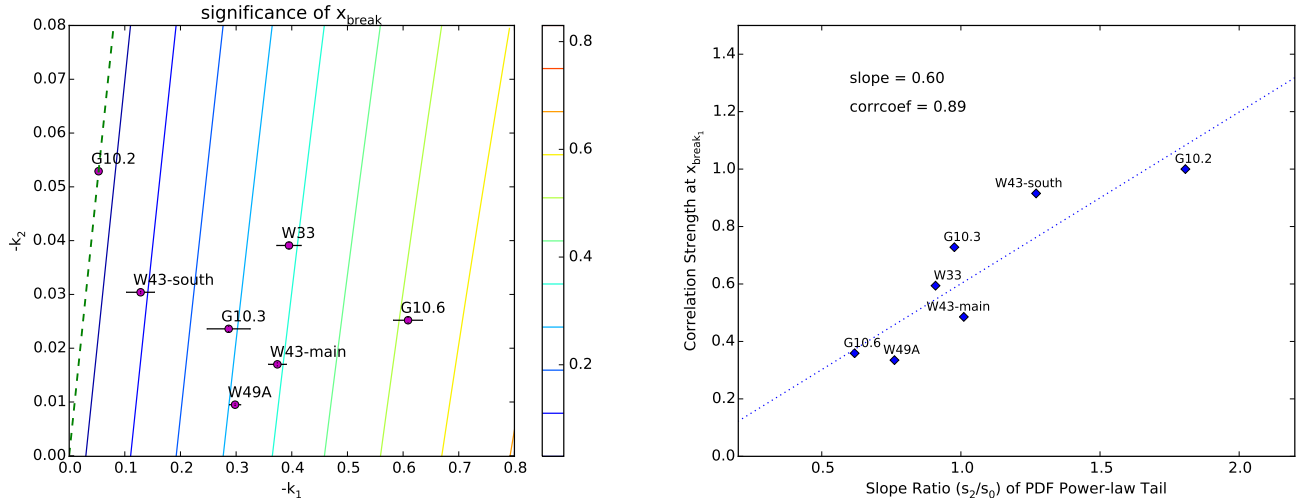 significance of x_break
0.08
0.07
0.06
0.05
0.04
0.03
0.02
0.01
0.00
-k_2
0.0 0.1 0.2 0.3 0.4 0.5 0.6 0.7 0.8
-k_1
G10.2
W33
W43-south
G10.3
G10.6
W43-main
W49A
0.8
0.6
0.4
0.2
1.4
1.2
1.0
0.8
0.6
0.4
0.2
0.0
Correlation Strength at x_break_1
slope = 0.60
corrcoef = 0.89
G10.2
W43-south
G10.3
W33
W43-main
G10.6
W49A
0.5 1.0 1.5 2.0
Slope Ratio (s_2/s_0) of PDF Power-law Tail